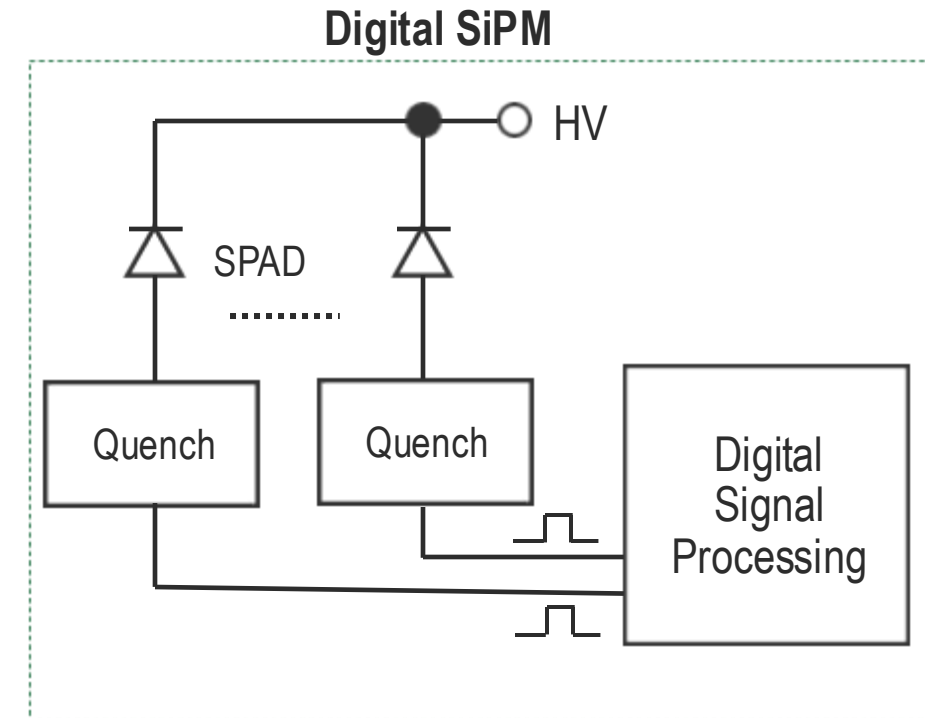 Digital SiPM
HV
SPAD
Quench
Quench
Digital
Signal
Processing